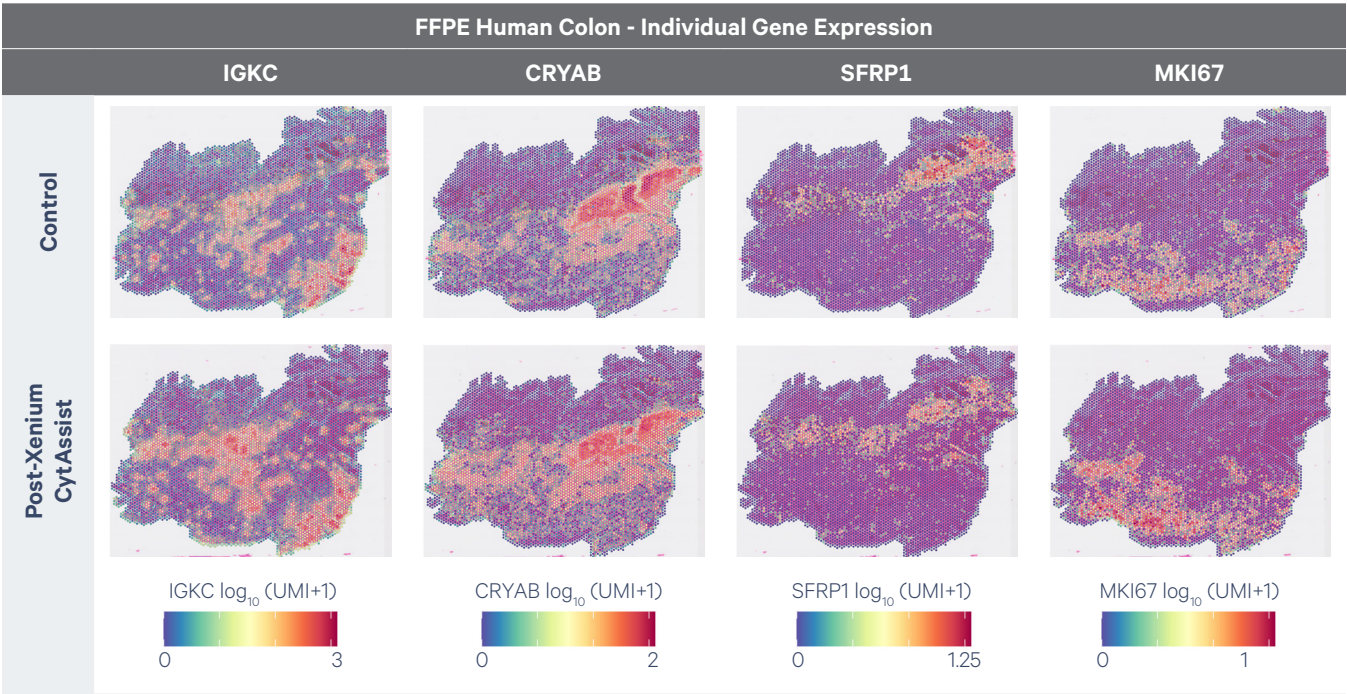 FFPE Human Colon - Individual Gene Expression
IGKC CRYAB SFRP1 MKI67
Control
Post-Xenium
CytAssist
IGKC log₁₀ (UMI+1) CRYAB log₁₀ (UMI+1) SFRP1 log₁₀ (UMI+1) MKI67 log₁₀ (UMI+1)
0 3 0 2 0 1.25 0 1